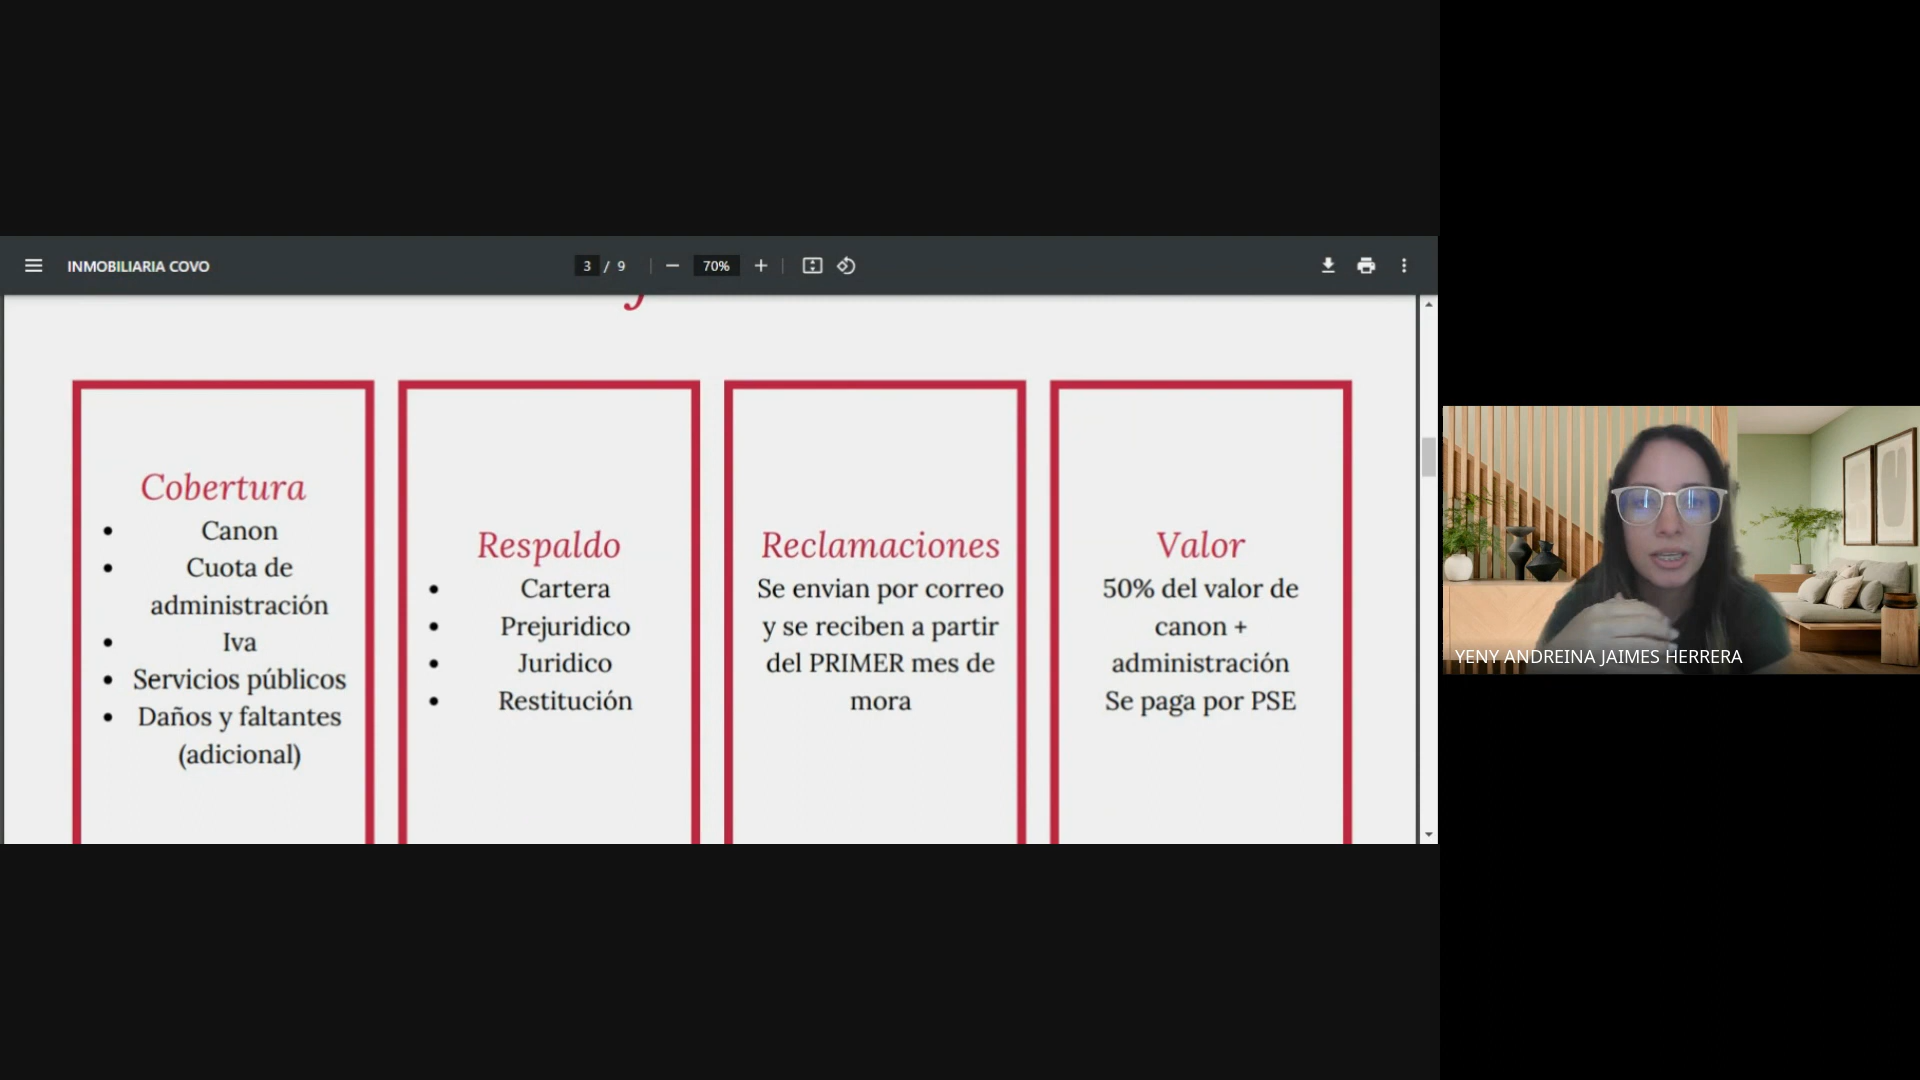 INMOBILIARIA COVO
3 / 9
70%
Cobertura
• Canon
• Cuota de
administración
• Iva
• Servicios públicos
• Daños y faltantes
(adicional)
Respaldo
• Cartera
• Prejuridico
• Juridico
• Restitución
Reclamaciones
Se envian por correo
y se reciben a partir
del PRIMER mes de
mora
Valor
50% del valor de
canon +
administración
Se paga por PSE
YENY ANDREINA JAIMES HERRERA